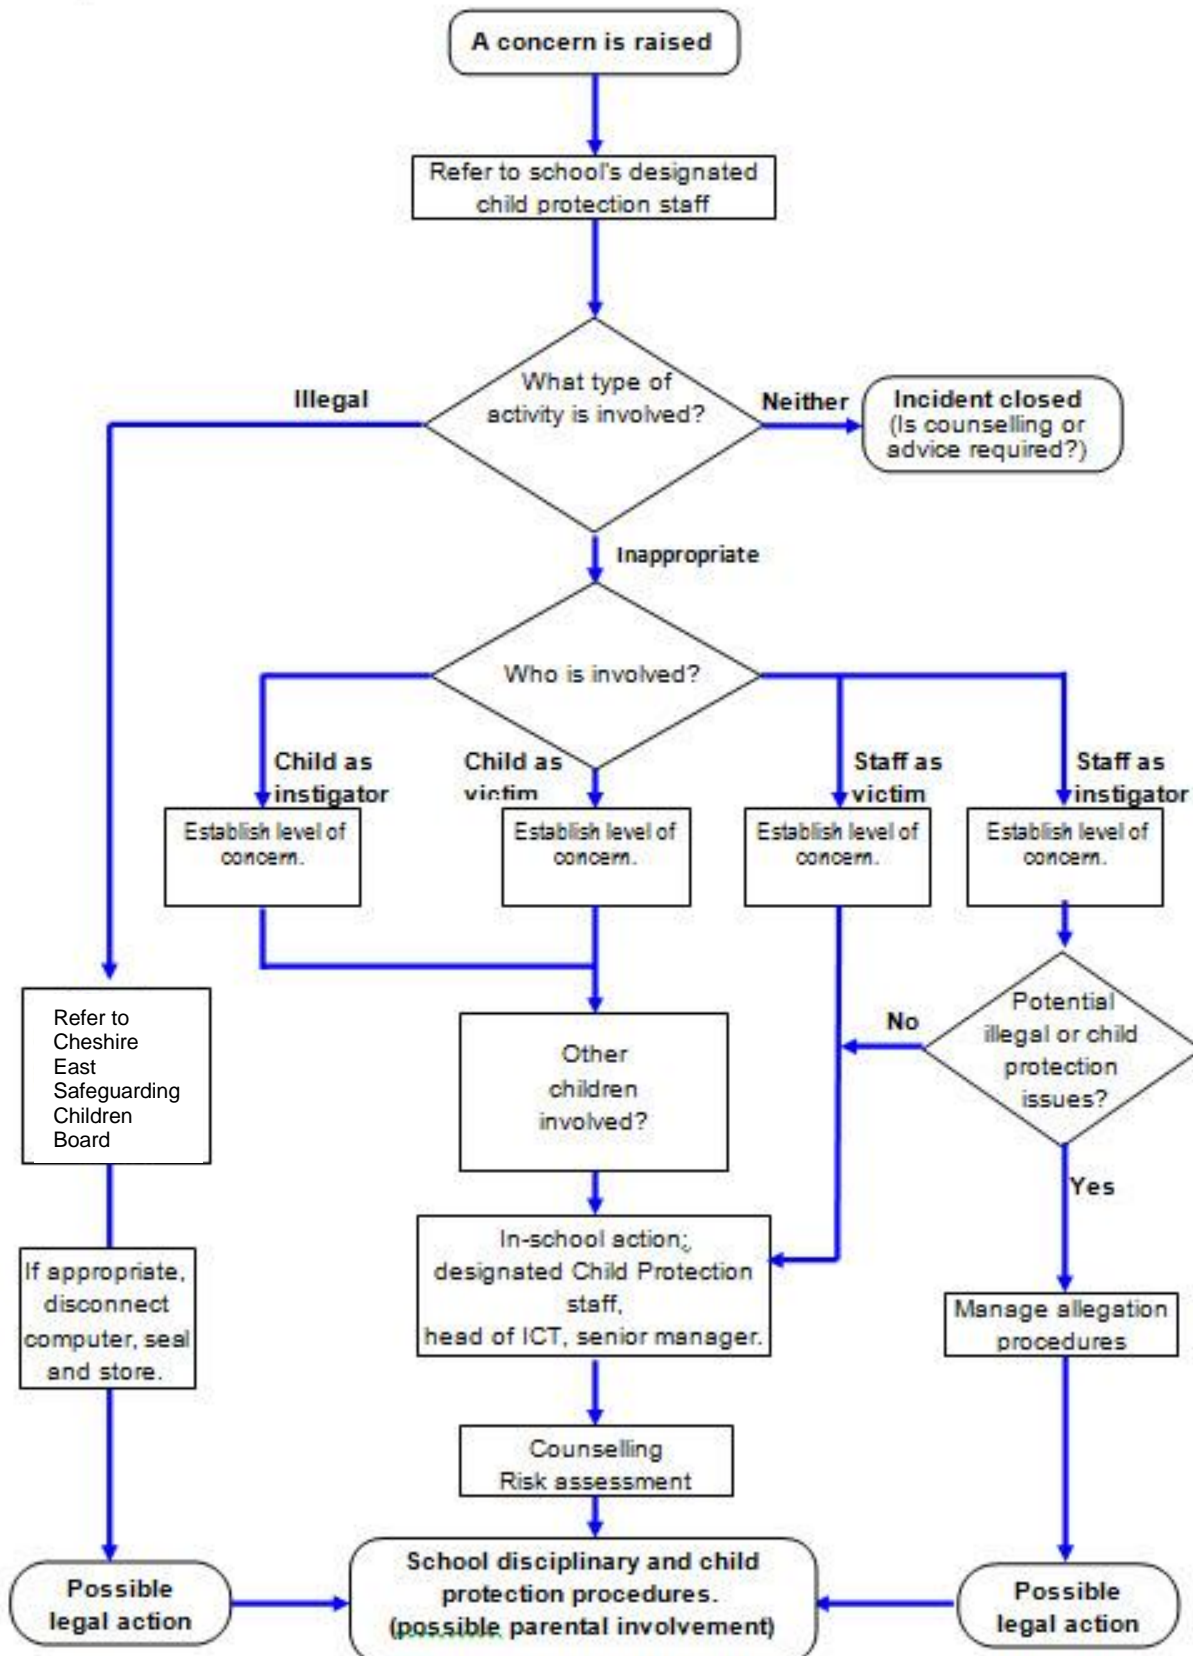 A concern is raised
Refer to school's designated
child protection staff
What type of
activity is involved?
Illegal
Neither
Incident closed
(Is counselling or
advice required?)
Inappropriate
Who is involved?
Child as
instigator
Child as
victim
Staff as
victim
Staff as
instigator
Establish level of
concern.
Establish level of
concern.
Establish level of
concern.
Establish level of
concern.
Refer to
Cheshire
East
Safeguarding
Children
Board
Other
children
involved?
No
Potential
illegal or child
protection
issues?
Yes
If appropriate,
disconnect
computer, seal
and store.
In-school action;
designated Child Protection
staff,
head of ICT, senior manager.
Manage allegation
procedures
Counselling
Risk assessment
Possible
legal action
School disciplinary and child
protection procedures.
(possible parental involvement)
Possible
legal action